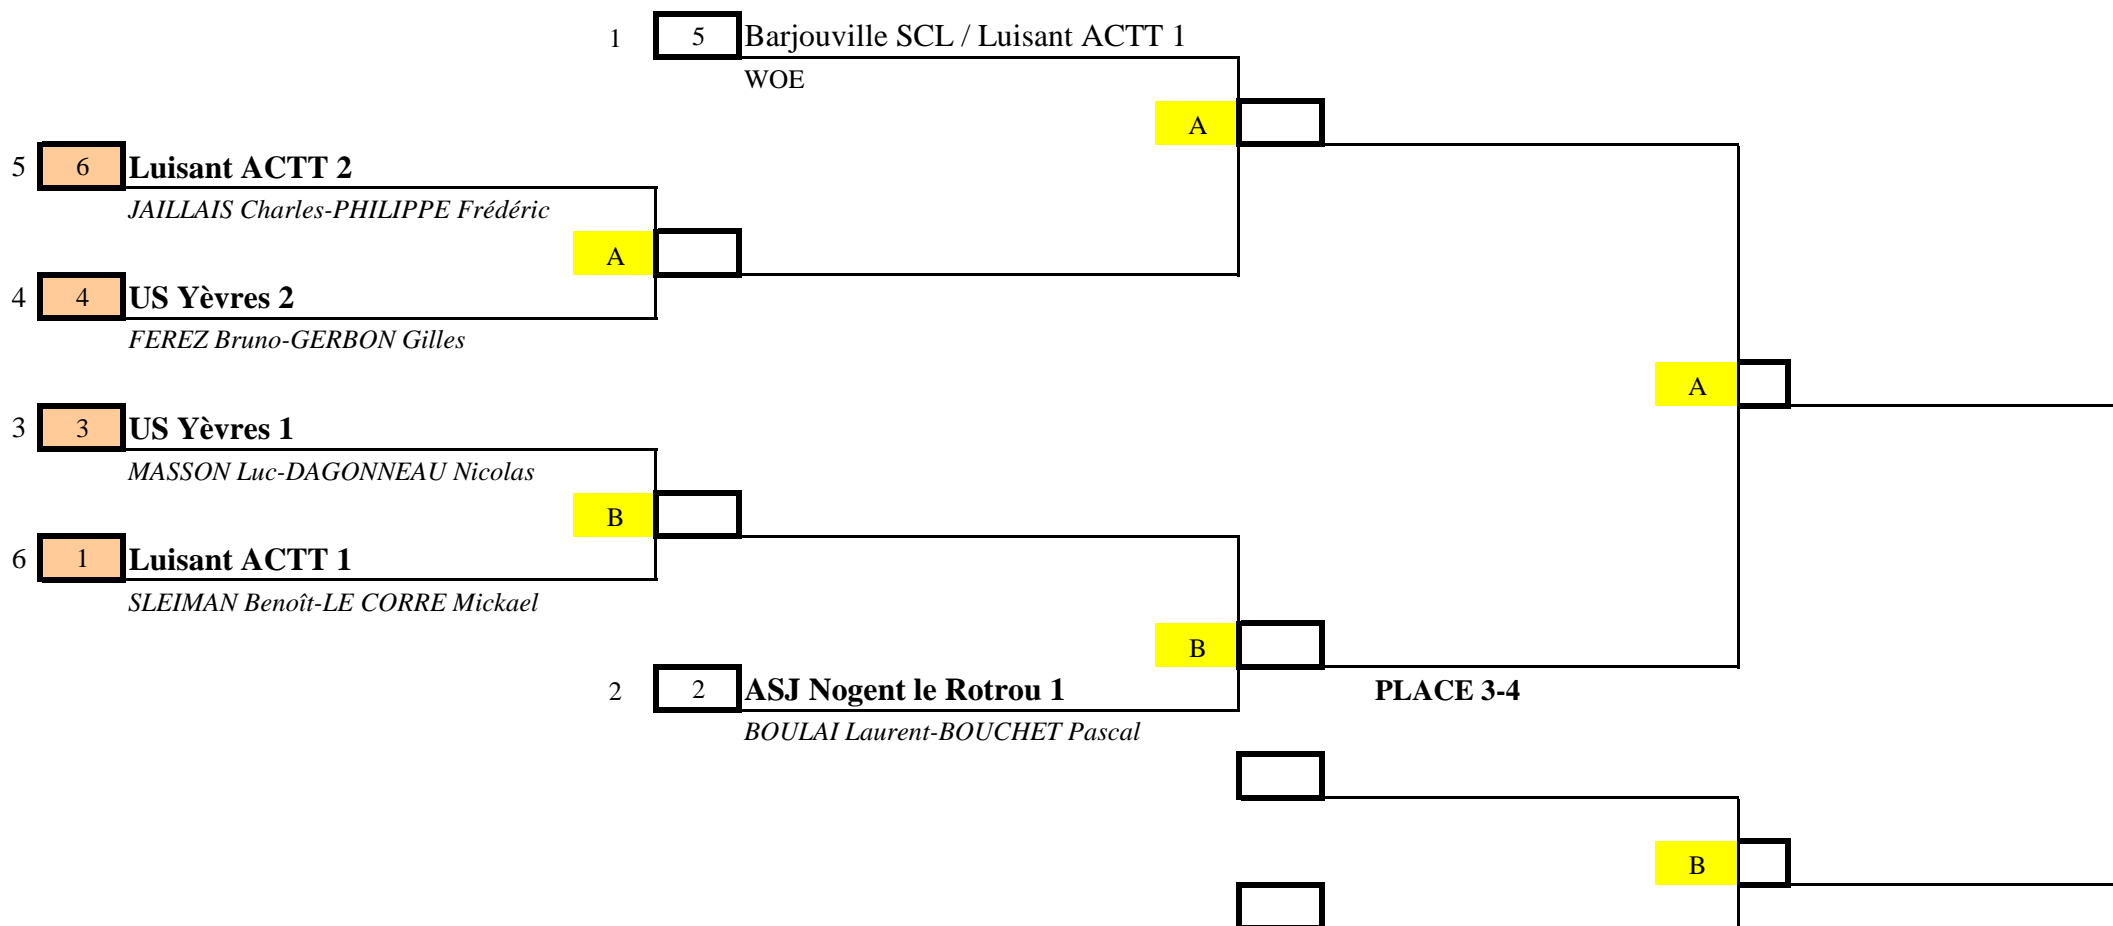 1 5 Barjouville SCL / Luisant ACTT 1
WOE
A
5 6 Luisant ACTT 2
JAILLAIS Charles-PHILIPPE Frédéric
A
4 4 US Yèvres 2
FEREZ Bruno-GERBON Gilles
A
3 3 US Yèvres 1
MASSON Luc-DAGONNEAU Nicolas
B
6 1 Luisant ACTT 1
SLEIMAN Benoît-LE CORRE Mickael
B
2 2 ASJ Nogent le Rotrou 1 PLACE 3-4
BOULAI Laurent-BOUCHET Pascal
B